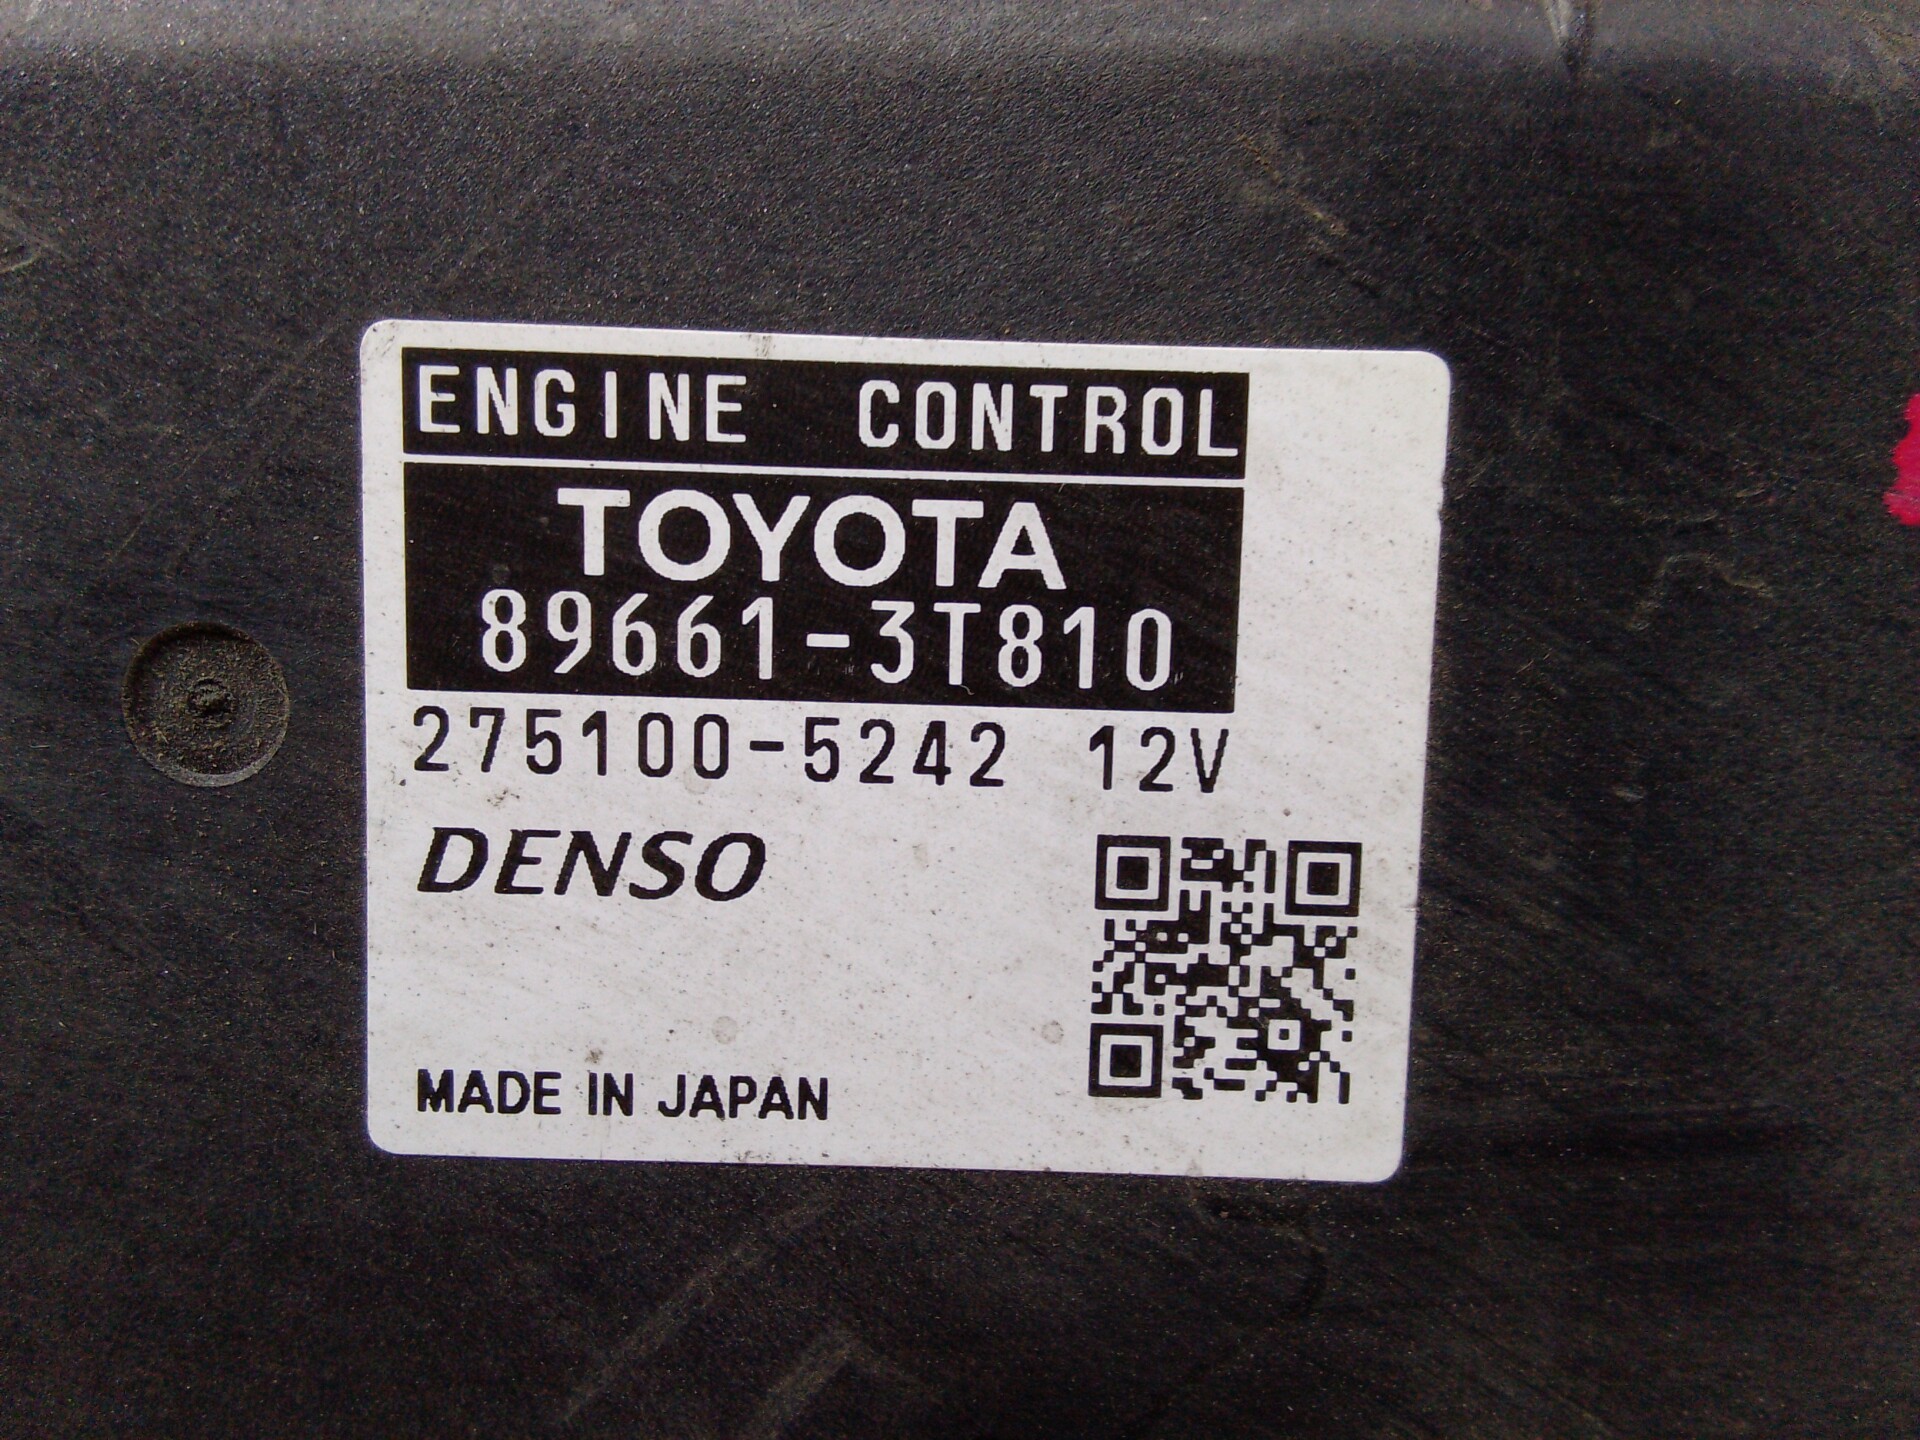 ENGINE CONTROL
TOYOTA
89661-3T810
275100-5242 12V
DENSO
MADE IN JAPAN